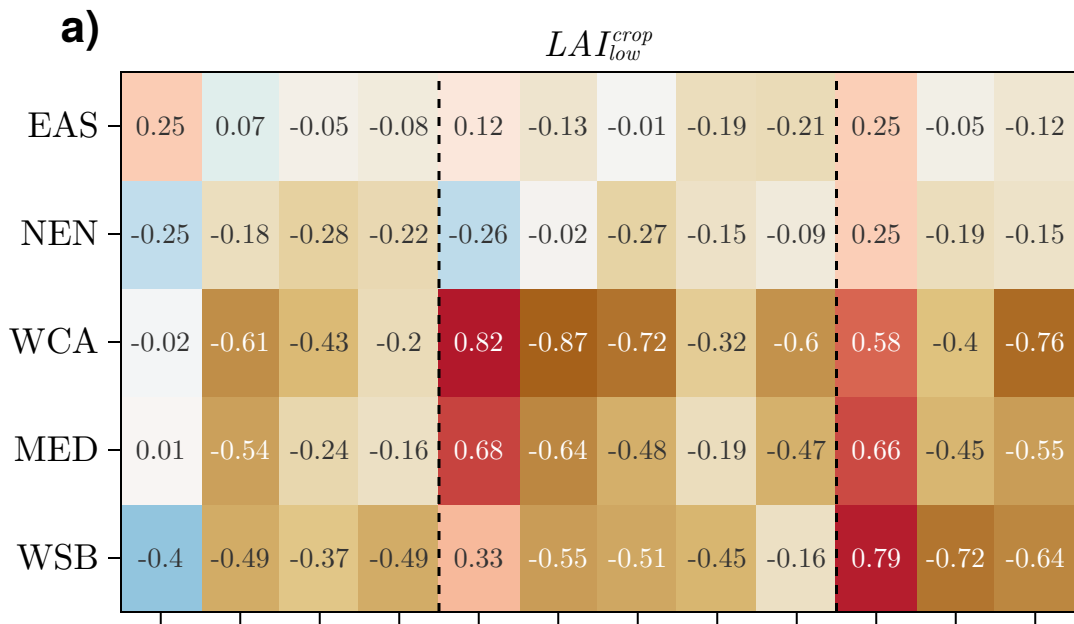 a)
LAI_{low}^{crop}
EAS 0.25 0.07 -0.05 -0.08 0.12 -0.13 -0.01 -0.19 -0.21 0.25 -0.05 -0.12
NEN -0.25 -0.18 -0.28 -0.22 -0.26 -0.02 -0.27 -0.15 -0.09 0.25 -0.19 -0.15
WCA -0.02 -0.61 -0.43 -0.2 0.82 -0.87 -0.72 -0.32 -0.6 0.58 -0.4 -0.76
MED 0.01 -0.54 -0.24 -0.16 0.68 -0.64 -0.48 -0.19 -0.47 0.66 -0.45 -0.55
WSB -0.4 -0.49 -0.37 -0.49 0.33 -0.55 -0.51 -0.45 -0.16 0.79 -0.72 -0.64